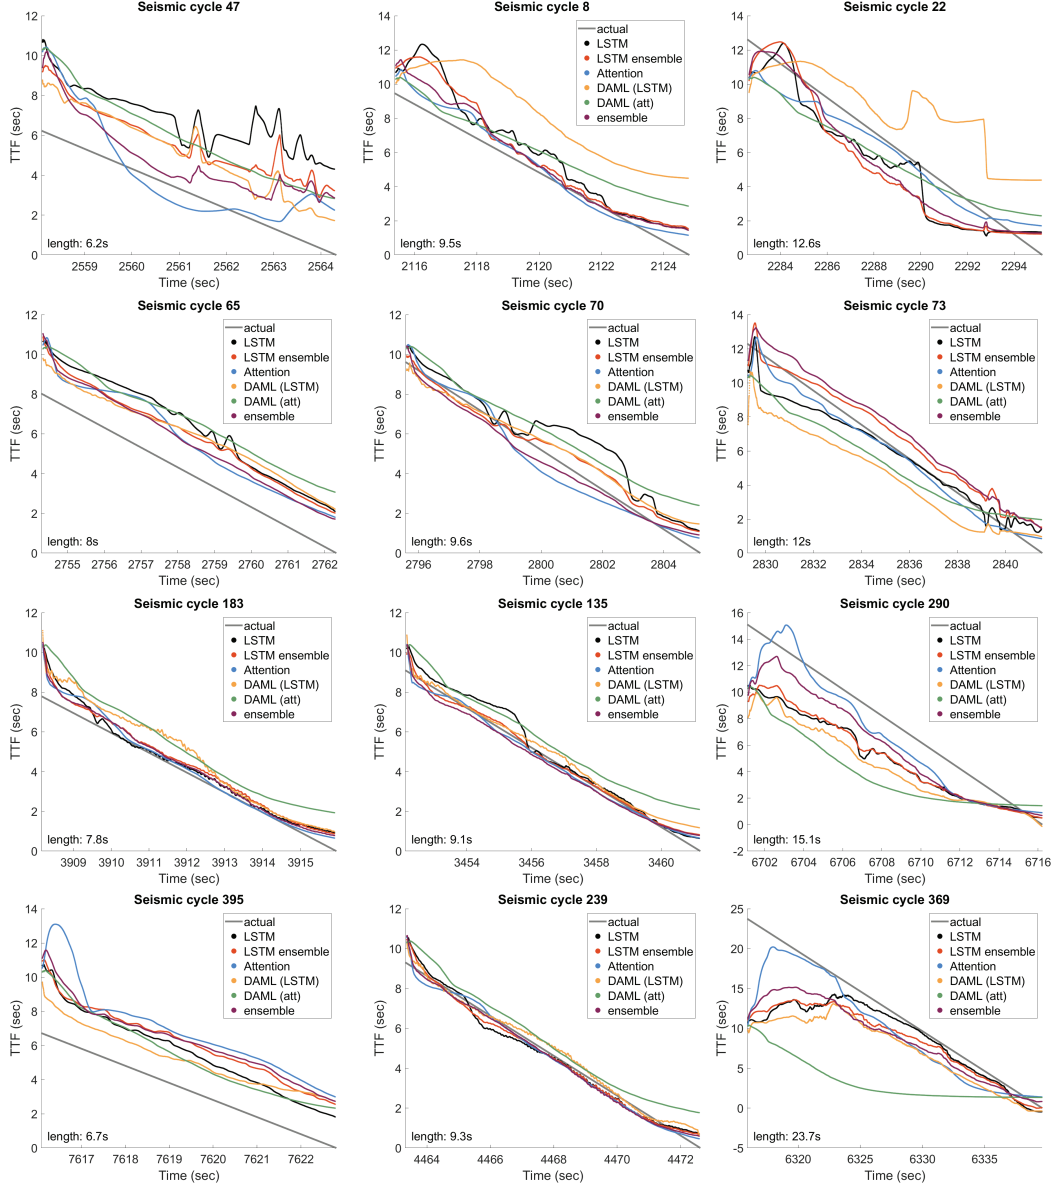 Seismic cycle 47
TTF (sec)
12
10
8
6
4
2
0
length: 6.2s
2559 2560 2561 2562 2563 2564
Time (sec)
Seismic cycle 8
TTF (sec)
14
12
10
8
6
4
2
0
actual
LSTM
LSTM ensemble
Attention
DAML (LSTM)
DAML (att)
ensemble
length: 9.5s
2116 2118 2120 2122 2124
Time (sec)
Seismic cycle 22
TTF (sec)
14
12
10
8
6
4
2
0
actual
LSTM
LSTM ensemble
Attention
DAML (LSTM)
DAML (att)
ensemble
length: 12.6s
2284 2286 2288 2290 2292 2294
Time (sec)
Seismic cycle 65
TTF (sec)
12
10
8
6
4
2
0
actual
LSTM
LSTM ensemble
Attention
DAML (LSTM)
DAML (att)
ensemble
length: 8s
2755 2756 2757 2758 2759 2760 2761 2762
Time (sec)
Seismic cycle 70
TTF (sec)
12
10
8
6
4
2
0
actual
LSTM
LSTM ensemble
Attention
DAML (LSTM)
DAML (att)
ensemble
length: 9.6s
2796 2798 2800 2802 2804
Time (sec)
Seismic cycle 73
TTF (sec)
14
12
10
8
6
4
2
0
actual
LSTM
LSTM ensemble
Attention
DAML (LSTM)
DAML (att)
ensemble
length: 12s
2830 2832 2834 2836 2838 2840
Time (sec)
Seismic cycle 183
TTF (sec)
12
10
8
6
4
2
0
actual
LSTM
LSTM ensemble
Attention
DAML (LSTM)
DAML (att)
ensemble
length: 7.8s
3909 3910 3911 3912 3913 3914 3915
Time (sec)
Seismic cycle 135
TTF (sec)
12
10
8
6
4
2
0
actual
LSTM
LSTM ensemble
Attention
DAML (LSTM)
DAML (att)
ensemble
length: 9.1s
3454 3456 3458 3460
Time (sec)
Seismic cycle 290
TTF (sec)
16
14
12
10
8
6
4
2
0
-2
actual
LSTM
LSTM ensemble
Attention
DAML (LSTM)
DAML (att)
ensemble
length: 15.1s
6702 6704 6706 6708 6710 6712 6714 6716
Time (sec)
Seismic cycle 395
TTF (sec)
14
12
10
8
6
4
2
0
actual
LSTM
LSTM ensemble
Attention
DAML (LSTM)
DAML (att)
ensemble
length: 6.7s
7617 7618 7619 7620 7621 7622
Time (sec)
Seismic cycle 239
TTF (sec)
12
10
8
6
4
2
0
actual
LSTM
LSTM ensemble
Attention
DAML (LSTM)
DAML (att)
ensemble
length: 9.3s
4464 4466 4468 4470 4472
Time (sec)
Seismic cycle 369
TTF (sec)
25
20
15
10
5
0
-5
actual
LSTM
LSTM ensemble
Attention
DAML (LSTM)
DAML (att)
ensemble
length: 23.7s
6320 6325 6330 6335
Time (sec)